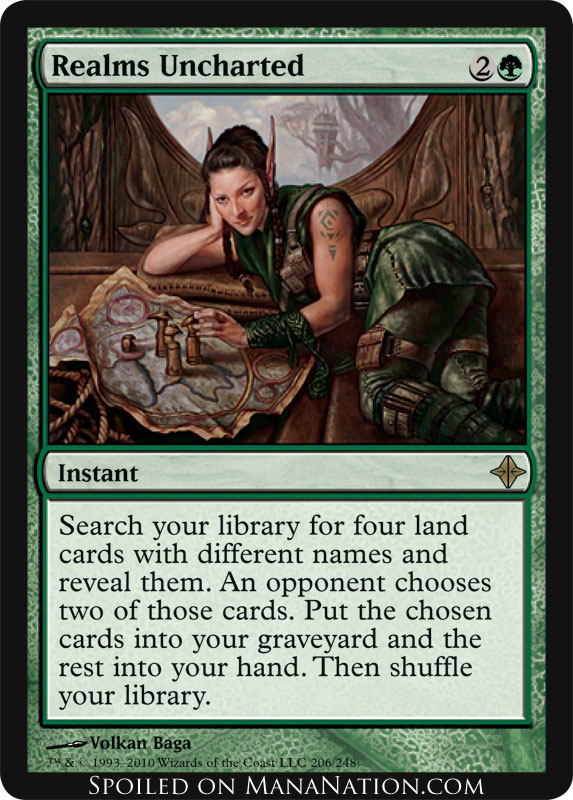 Realms Uncharted 2
Instant
Search your library for four land
cards with different names and
reveal them. An opponent chooses
two of those cards. Put the chosen
cards into your graveyard and the
rest into your hand. Then shuffle
your library.
Volkan Baga
™ & © 1993–2010 Wizards of the Coast LLC 206/248
SPOILED ON MANANATION.COM